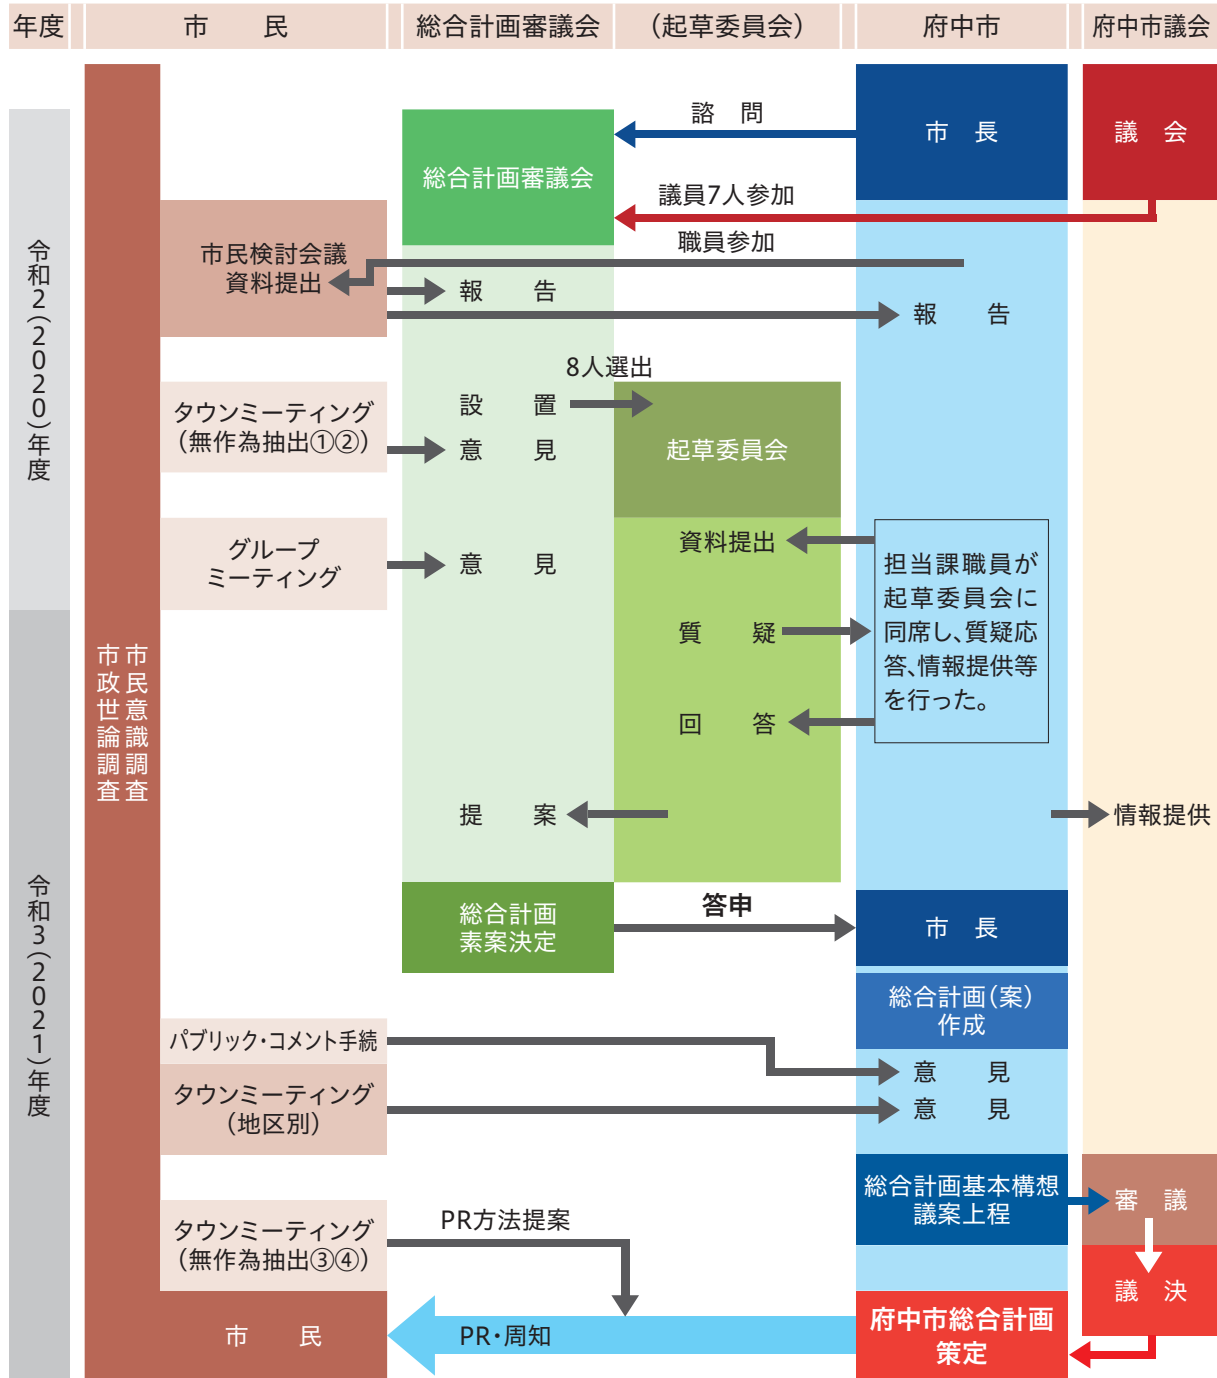 年度
市　民
総合計画審議会
（起草委員会）
府中市
府中市議会
令和2(2020)年度
令和3(2021)年度
市民意識調査
市政世論調査
諮　問
市　長
議　会
総合計画審議会
議員7人参加
職員参加
市民検討会議
資料提出
報　告
報　告
8人選出
タウンミーティング
（無作為抽出①②）
設　置
意　見
起草委員会
グループ
ミーティング
意　見
資料提出
質　疑
回　答
担当課職員が
起草委員会に
同席し、質疑応
答、情報提供等
を行った。
提　案
情報提供
総合計画
素案決定
答申
市　長
総合計画（案）
作成
パブリック・コメント手続
意　見
タウンミーティング
（地区別）
意　見
総合計画基本構想
議案上程
審　議
タウンミーティング
（無作為抽出③④）
PR方法提案
議　決
市　民
PR・周知
府中市総合計画
策定